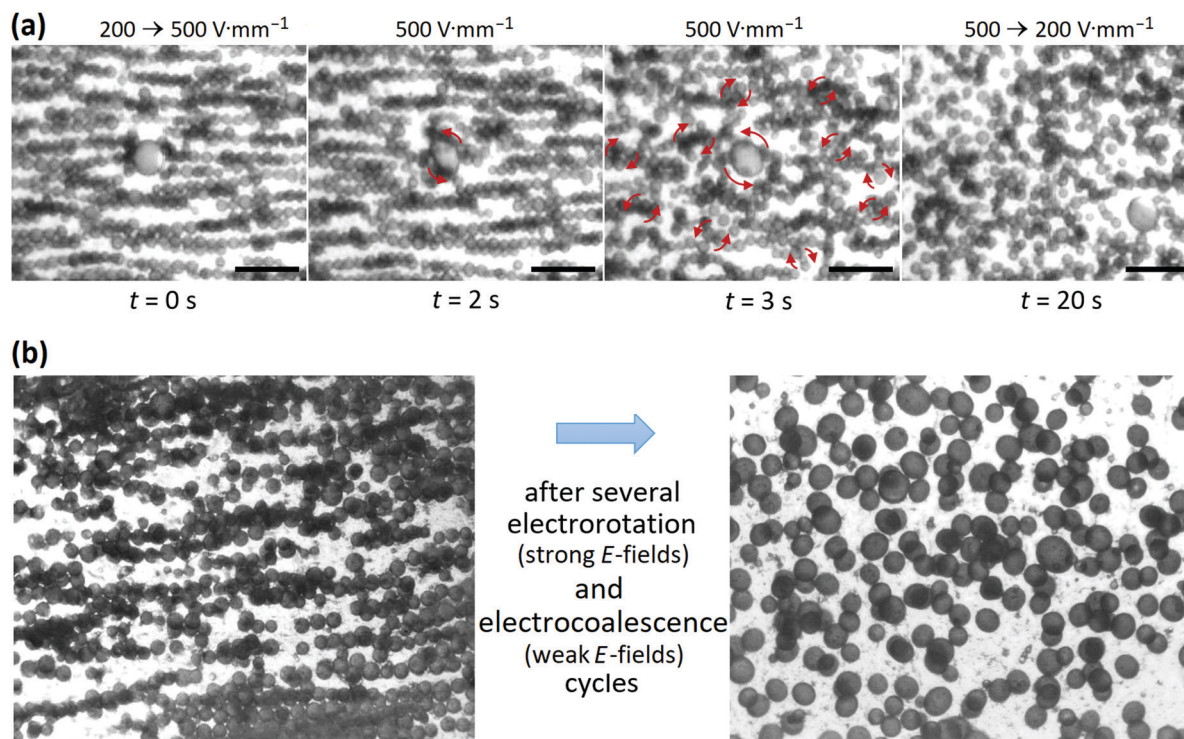 (a)
200 → 500 V·mm⁻¹
500 V·mm⁻¹
500 V·mm⁻¹
500 → 200 V·mm⁻¹
t = 0 s
t = 2 s
t = 3 s
t = 20 s
(b)
after several
electrorotation
(strong E-fields)
and
electrocoalescence
(weak E-fields)
cycles